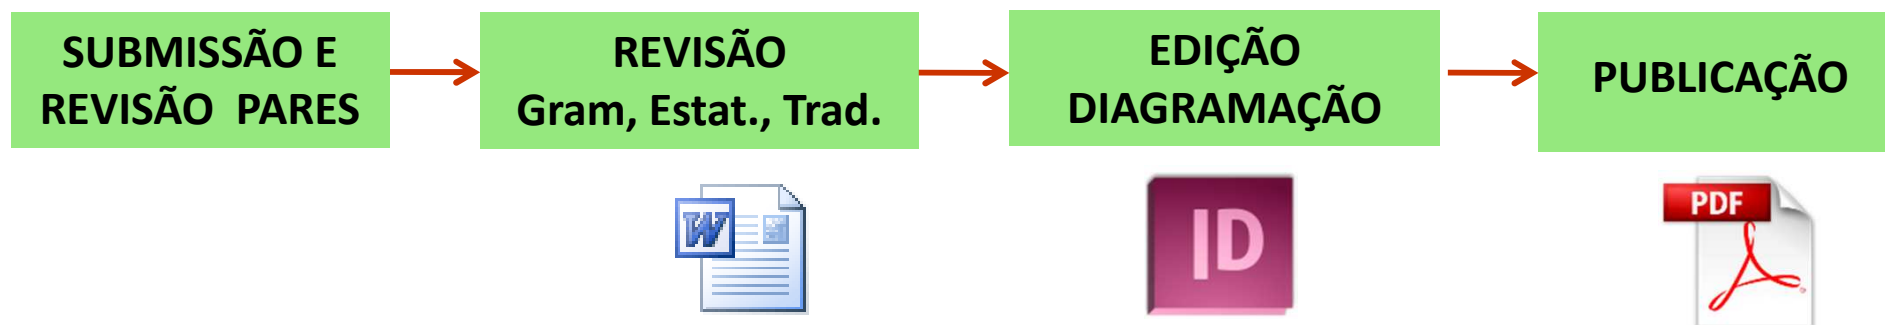 SUBMISSÃO E
REVISÃO PARES
REVISÃO
Gram, Estat., Trad.
EDIÇÃO
DIAGRAMAÇÃO
PUBLICAÇÃO
W
ID
PDF